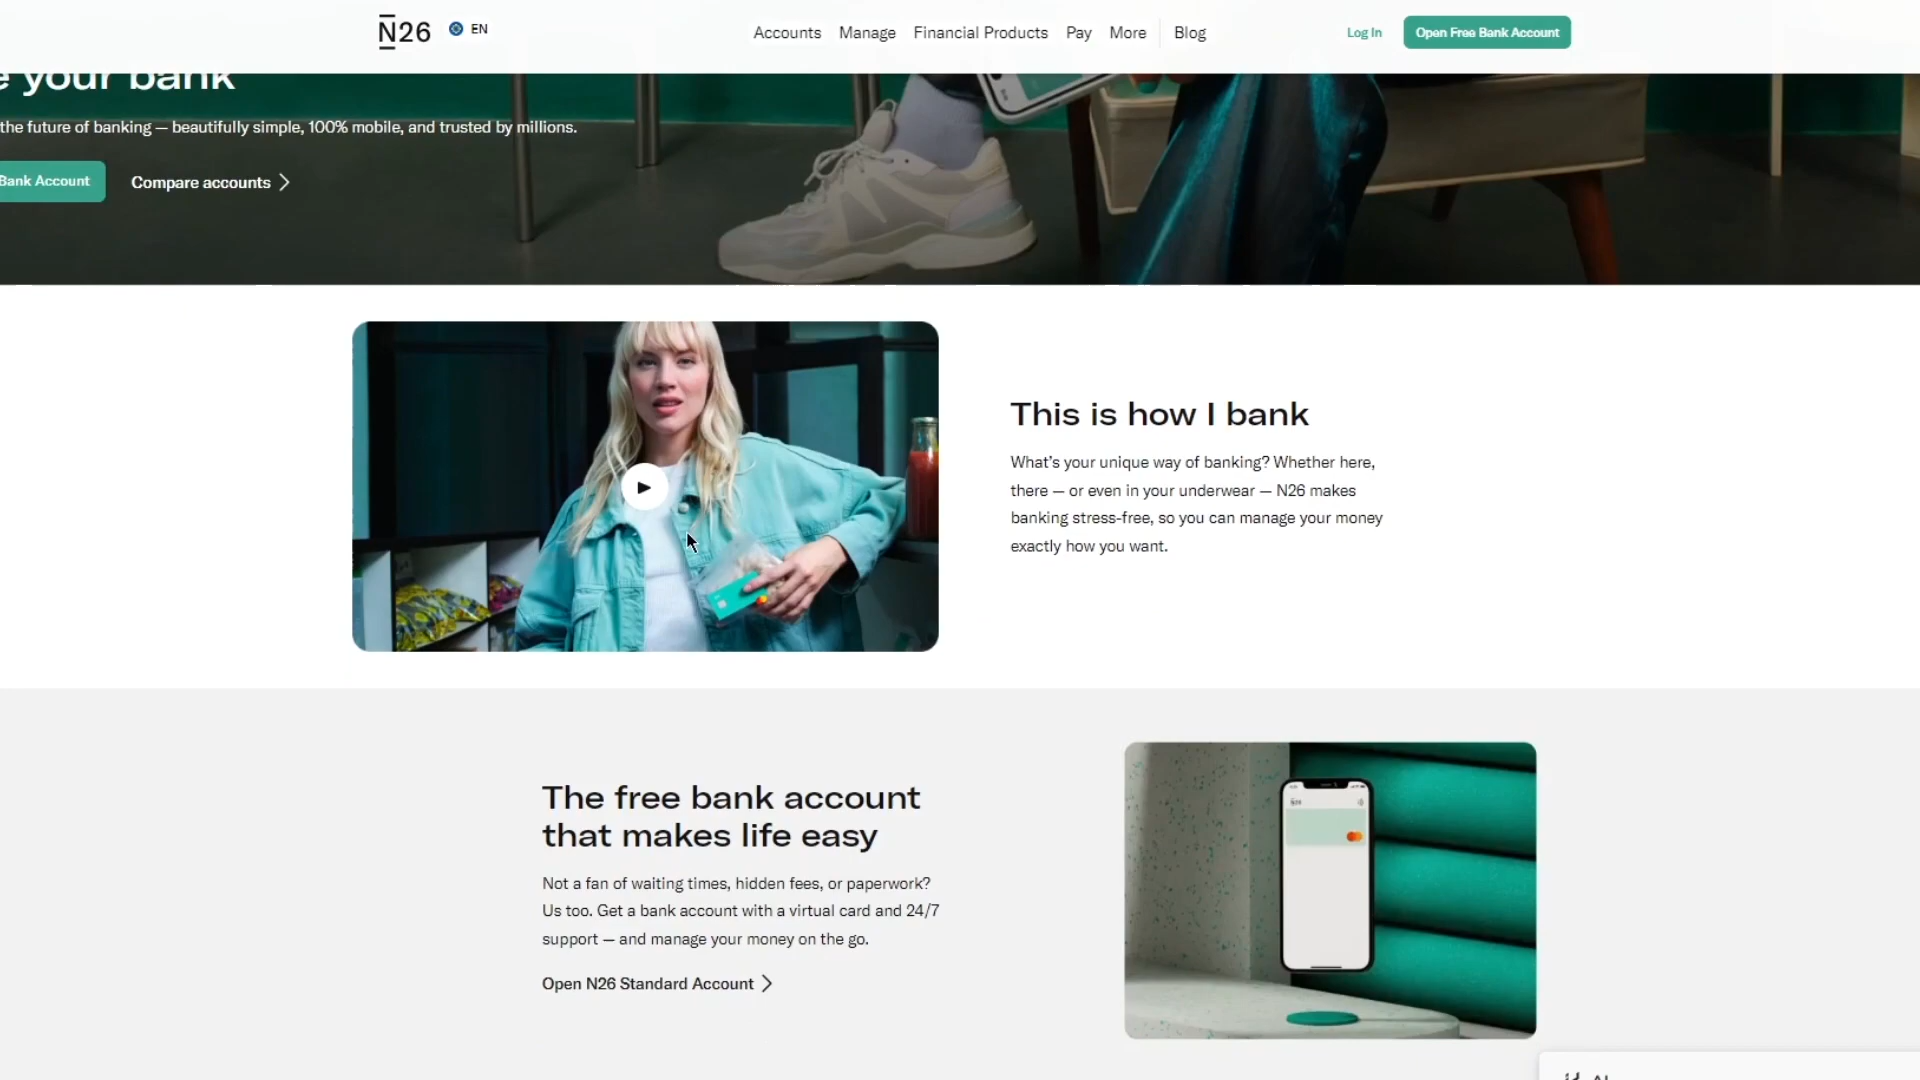 N26 EN Accounts Manage Financial Products Pay More Blog Log In Open Free Bank Account
your bank
the future of banking — beautifully simple, 100% mobile, and trusted by millions.
Bank Account Compare accounts
This is how I bank
What's your unique way of banking? Whether here,
there — or even in your underwear — N26 makes
banking stress-free, so you can manage your money
exactly how you want.
The free bank account
that makes life easy
Not a fan of waiting times, hidden fees, or paperwork?
Us too. Get a bank account with a virtual card and 24/7
support — and manage your money on the go.
Open N26 Standard Account
N26